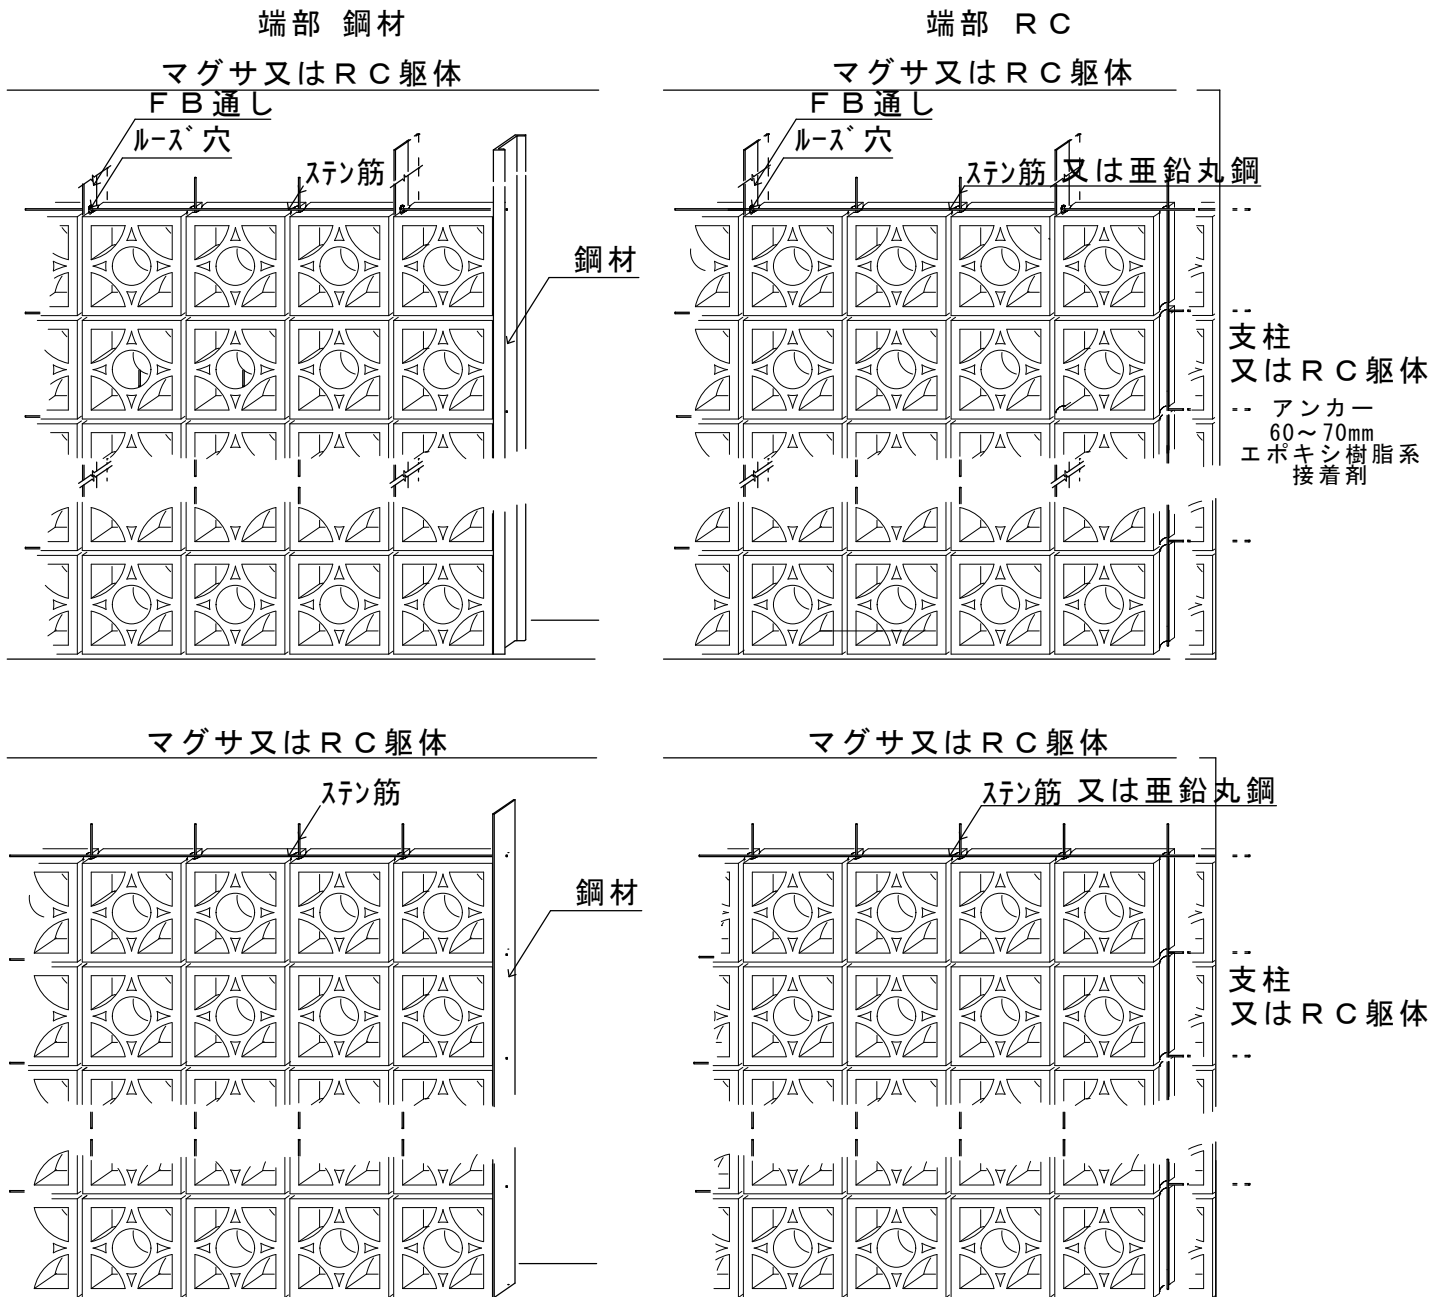 端部 鋼材
マグサ又はＲＣ躯体
ＦＢ通し
ﾙｰｽﾞ穴
ｽﾃﾝ筋
鋼材
端部 ＲＣ
マグサ又はＲＣ躯体
ＦＢ通し
ﾙｰｽﾞ穴
ｽﾃﾝ筋 又は亜鉛丸鋼
支柱
又はＲＣ躯体
アンカー
60～70mm
エポキシ樹脂系
接着剤
マグサ又はＲＣ躯体
ｽﾃﾝ筋
鋼材
マグサ又はＲＣ躯体
ｽﾃﾝ筋 又は亜鉛丸鋼
支柱
又はＲＣ躯体